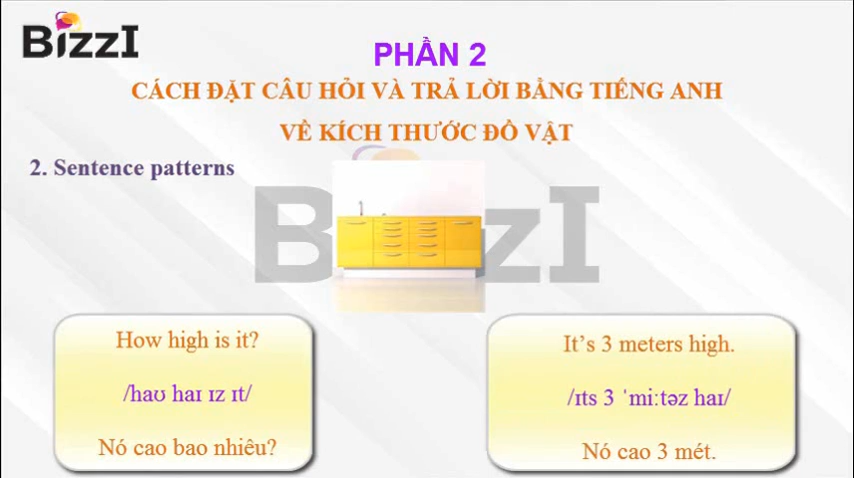 BizzI
PHẦN 2
CÁCH ĐẶT CÂU HỎI VÀ TRẢ LỜI BẰNG TIẾNG ANH
VỀ KÍCH THƯỚC ĐỒ VẬT
2. Sentence patterns
How high is it?
/haʊ haɪ ɪz ɪt/
Nó cao bao nhiêu?
It's 3 meters high.
/ɪts 3 ˈmiːtəz haɪ/
Nó cao 3 mét.